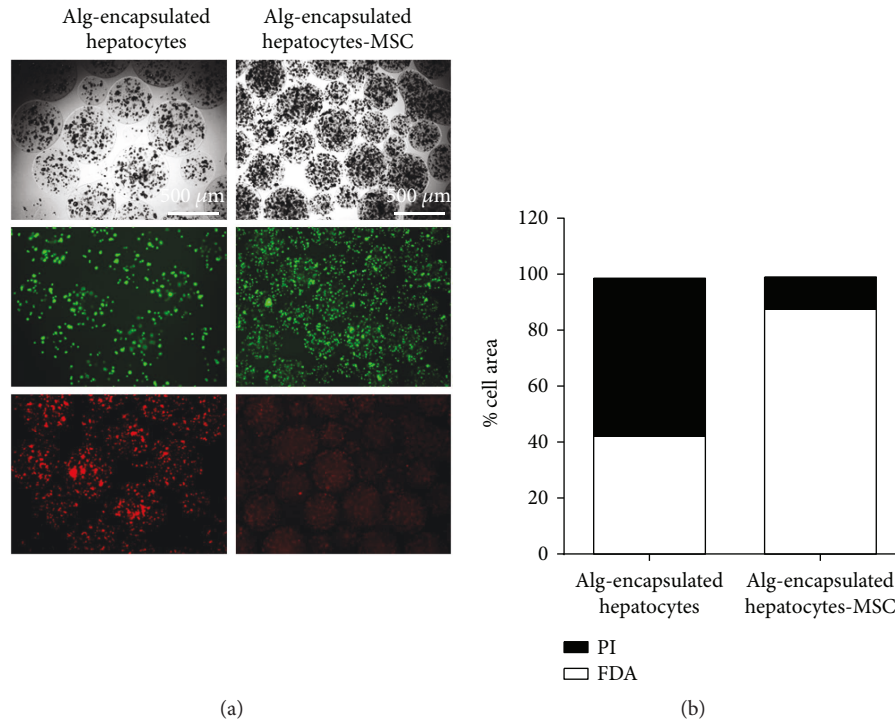 Alg-encapsulated
hepatocytes
Alg-encapsulated
hepatocytes-MSC
500 μm
500 μm
120
100
80
60
40
20
0
% cell area
Alg-encapsulated
hepatocytes
Alg-encapsulated
hepatocytes-MSC
PI
FDA
(a)
(b)